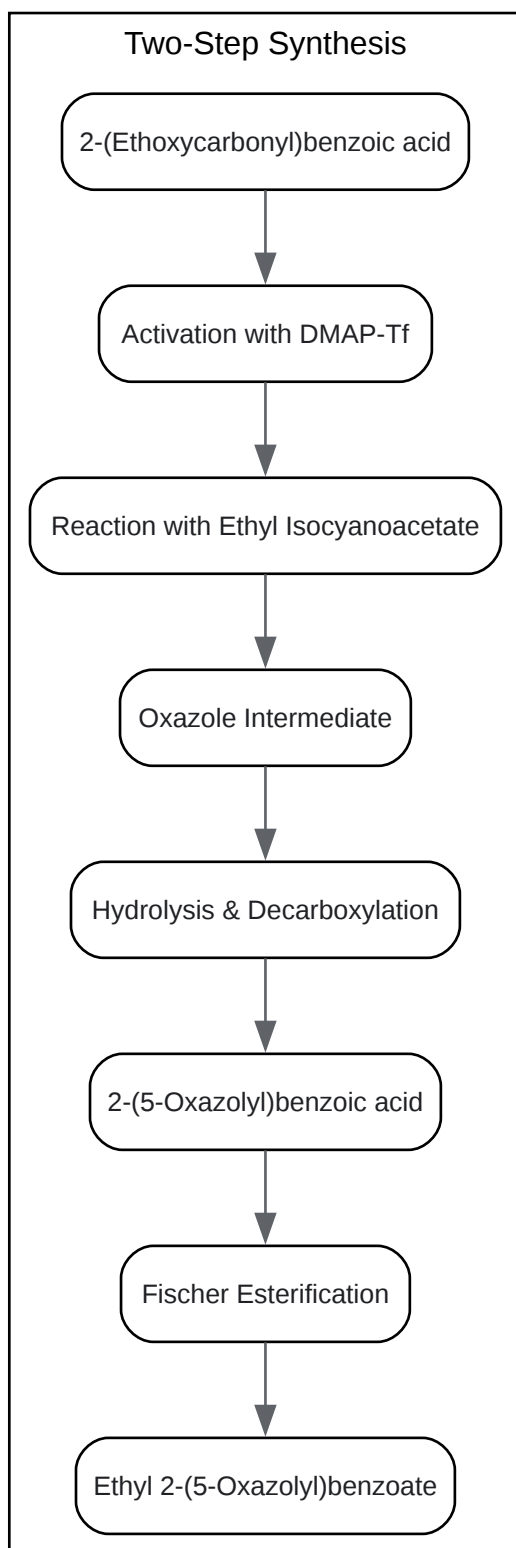 Two-Step Synthesis
2-(Ethoxycarbonyl)benzoic acid
Activation with DMAP-Tf
Reaction with Ethyl Isocyanoacetate
Oxazole Intermediate
Hydrolysis & Decarboxylation
2-(5-Oxazolyl)benzoic acid
Fischer Esterification
Ethyl 2-(5-Oxazolyl)benzoate